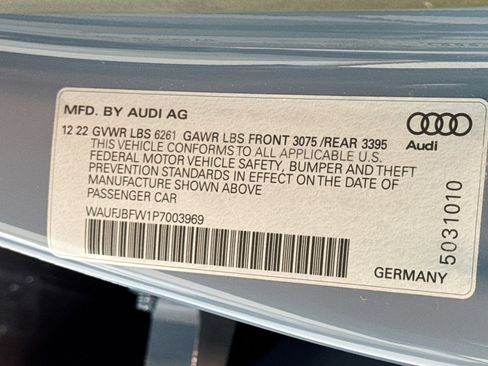 MFD. BY AUDI AG
12 22 GVWR LBS 6261 GAWR LBS FRONT 3075 /REAR 3395
THIS VEHICLE CONFORMS TO ALL APPLICABLE U.S.
FEDERAL MOTOR VEHICLE SAFETY, BUMPER AND THEFT
PREVENTION STANDARDS IN EFFECT ON THE DATE OF
MANUFACTURE SHOWN ABOVE
PASSENGER CAR
WAUFJBFW1P7003969
Audi
5031010
GERMANY